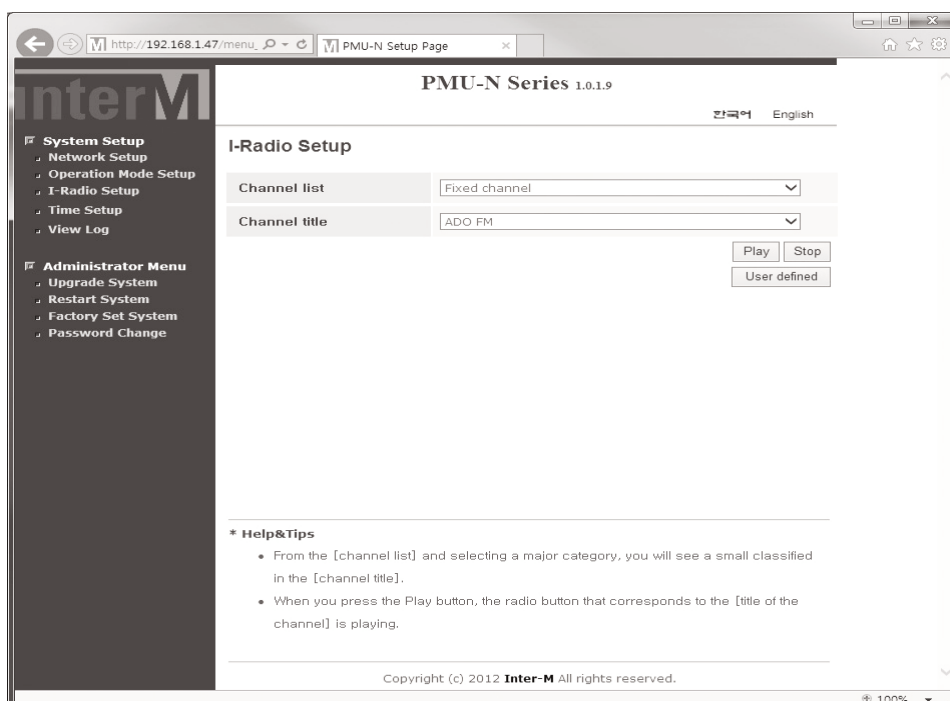 http://192.168.1.47/menu_
PMU-N Setup Page
interM
PMU-N Series 1.0.1.9
한국어 English
System Setup
Network Setup
Operation Mode Setup
I-Radio Setup
Time Setup
View Log
Administrator Menu
Upgrade System
Restart System
Factory Set System
Password Change
I-Radio Setup
Channel list Fixed channel
Channel title ADO FM
Play Stop
User defined
* Help&Tips
From the [channel list] and selecting a major category, you will see a small classified
in the [channel title].
When you press the Play button, the radio button that corresponds to the [title of the
channel] is playing.
Copyright (c) 2012 Inter-M All rights reserved.
100%